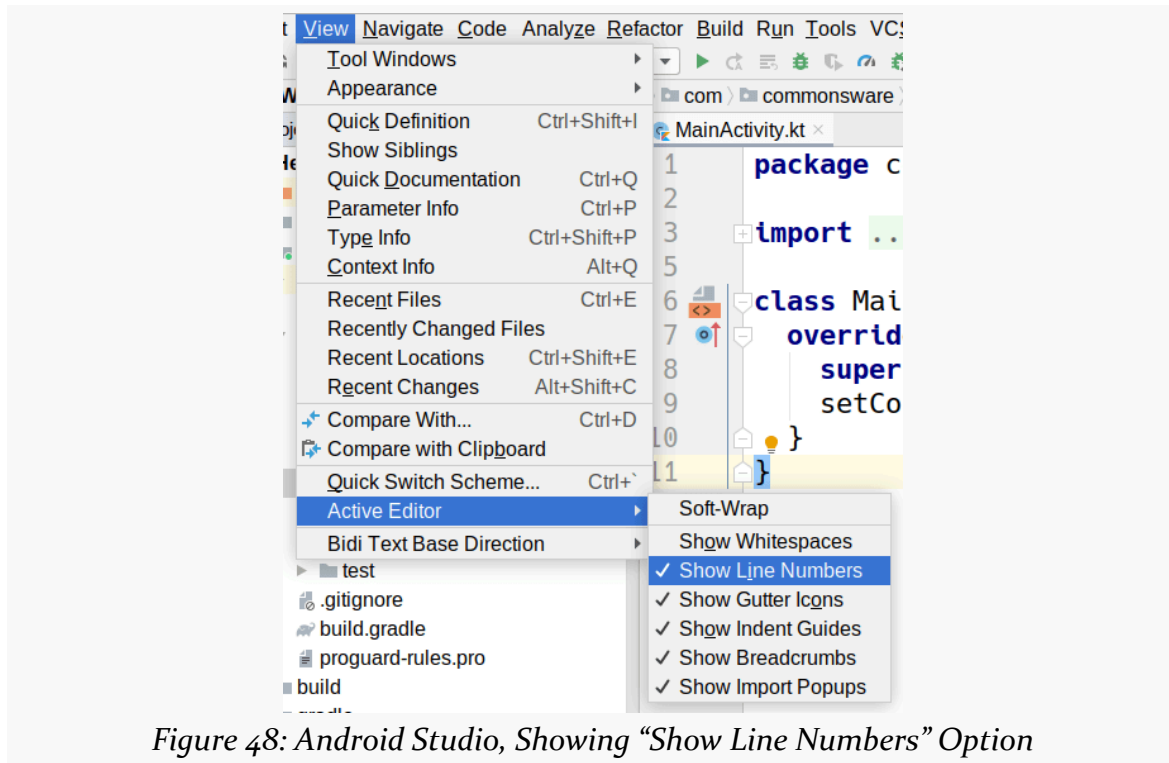 View Navigate Code Analyze Refactor Build Run Tools
Tool Windows
Appearance
com commonsware
MainActivity.kt
Quick Definition Ctrl+Shift+I
Show Siblings
Quick Documentation Ctrl+Q
Parameter Info Ctrl+P
Type Info Ctrl+Shift+P
Context Info Alt+Q
Recent Files Ctrl+E
Recently Changed Files
Recent Locations Ctrl+Shift+E
Recent Changes Alt+Shift+C
Compare With... Ctrl+D
Compare with Clipboard
Quick Switch Scheme... Ctrl+`
Active Editor
Bidi Text Base Direction
1 package c
2
3 import ..
5
6 class Mai
7 overrid
8 super
9 setCo
10 }
11 }
Soft-Wrap
Show Whitespaces
Show Line Numbers
Show Gutter Icons
Show Indent Guides
Show Breadcrumbs
Show Import Popups
test
.gitignore
build.gradle
proguard-rules.pro
build
Figure 48: Android Studio, Showing “Show Line Numbers” Option